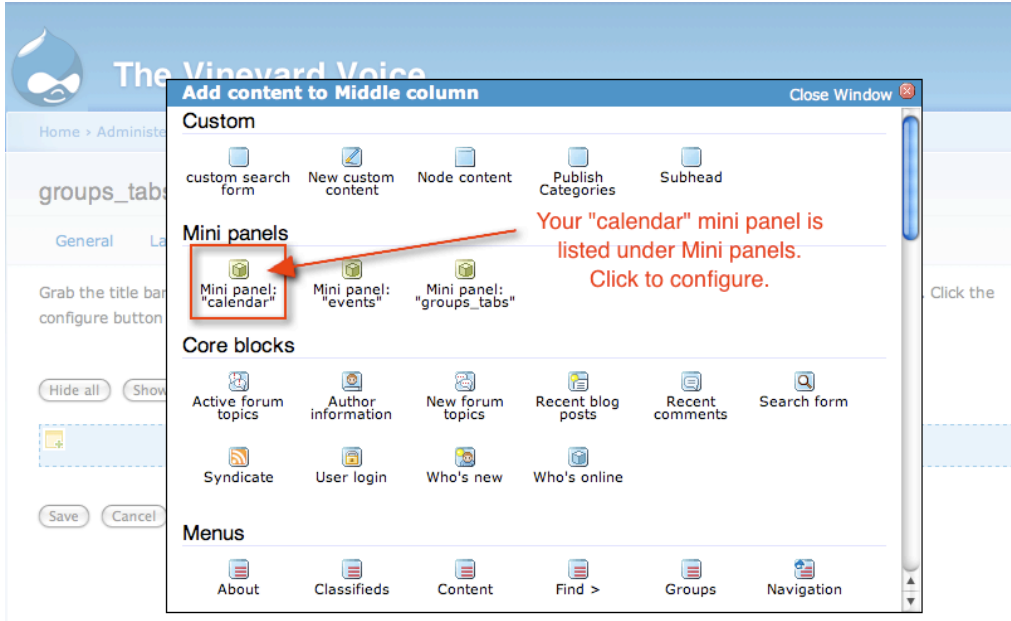 The Vineyard Voice
Add content to Middle column
Close Window
Home › Administe
Custom
custom search
form
New custom
content
Node content
Publish
Categories
Subhead
groups_tabs
General
La
Mini panels
Your "calendar" mini panel is
listed under Mini panels.
Click to configure.
Mini panel:
"calendar"
Mini panel:
"events"
Mini panel:
"groups_tabs"
Grab the title bar
. Click the
configure button
Core blocks
Active forum
topics
Author
information
New forum
topics
Recent blog
posts
Recent
comments
Search form
Hide all
Show
Syndicate
User login
Who's new
Who's online
Save
Cancel
Menus
About
Classifieds
Content
Find >
Groups
Navigation